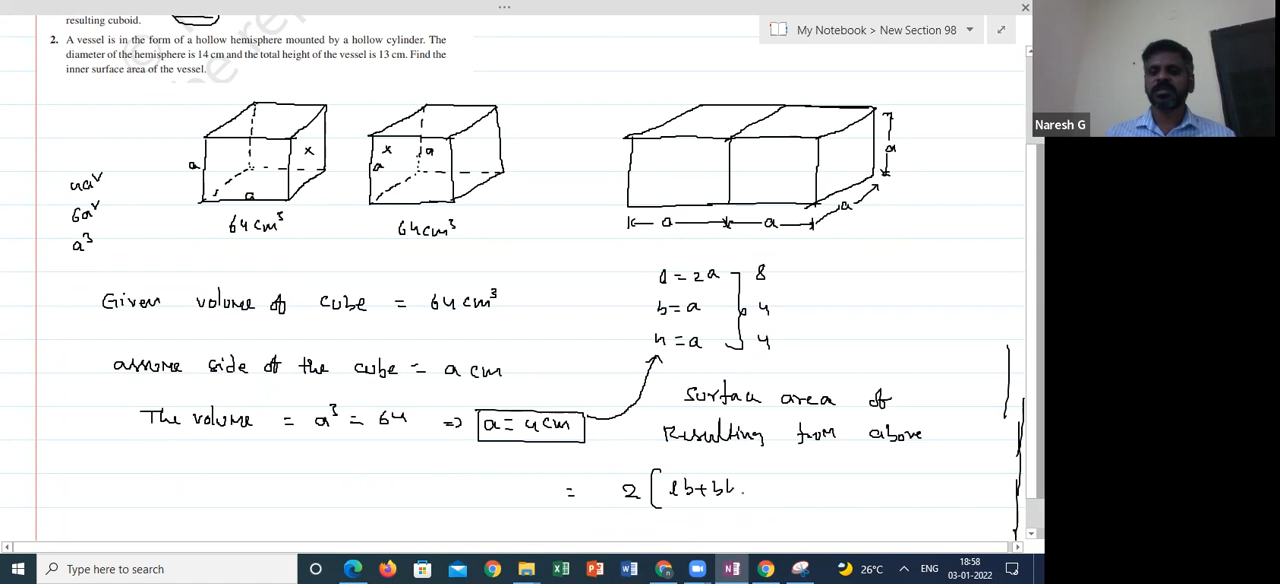 resulting cuboid.
2. A vessel is in the form of a hollow hemisphere mounted by a hollow cylinder. The
diameter of the hemisphere is 14 cm and the total height of the vessel is 13 cm. Find the
inner surface area of the vessel.
My Notebook > New Section 98
Naresh G
x
a
a
x
a
a
a
a
a
a
a³
64 cm³
64 cm³
l = 2a 8
b = a 4
h = a 4
Given volume of cube = 64 cm³
assume side of the cube = a cm
The volume = a³ = 64 => a = 4 cm
Surface area of
Resulting from above
= 2 [ lb+bh
Type here to search
26°C
ENG
18:58
03-01-2022